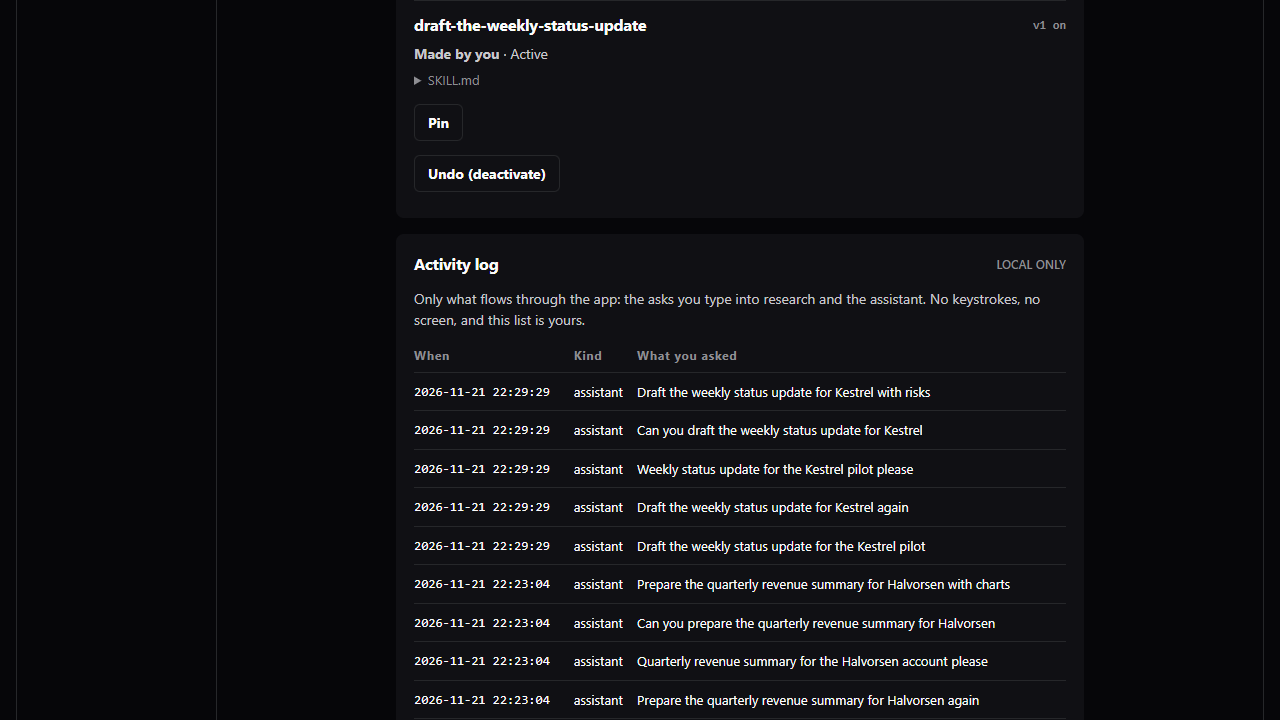 draft-the-weekly-status-update v1 on
Made by you · Active
▶ SKILL.md
Pin
Undo (deactivate)
Activity log LOCAL ONLY
Only what flows through the app: the asks you type into research and the assistant. No keystrokes, no
screen, and this list is yours.
When Kind What you asked
2026-11-21 22:29:29 assistant Draft the weekly status update for Kestrel with risks
2026-11-21 22:29:29 assistant Can you draft the weekly status update for Kestrel
2026-11-21 22:29:29 assistant Weekly status update for the Kestrel pilot please
2026-11-21 22:29:29 assistant Draft the weekly status update for Kestrel again
2026-11-21 22:29:29 assistant Draft the weekly status update for the Kestrel pilot
2026-11-21 22:23:04 assistant Prepare the quarterly revenue summary for Halvorsen with charts
2026-11-21 22:23:04 assistant Can you prepare the quarterly revenue summary for Halvorsen
2026-11-21 22:23:04 assistant Quarterly revenue summary for the Halvorsen account please
2026-11-21 22:23:04 assistant Prepare the quarterly revenue summary for Halvorsen again